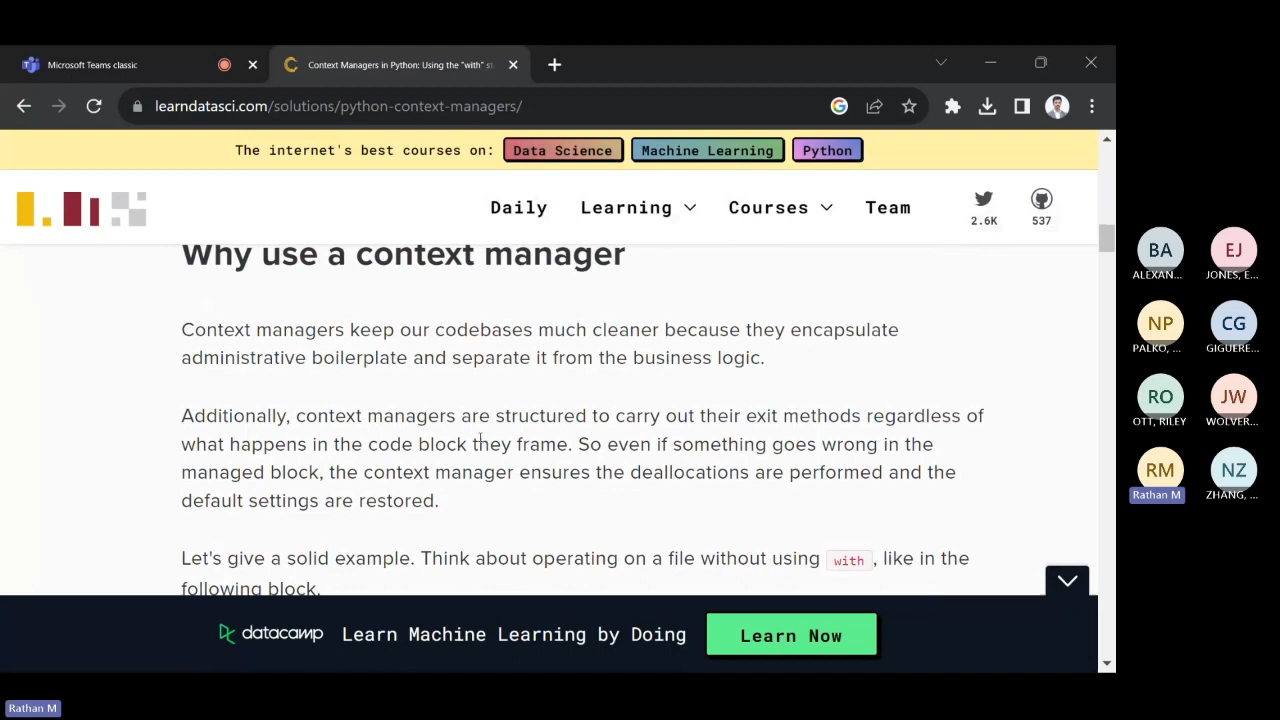 Microsoft Teams classic
Context Managers in Python: Using the "with" st
learndatasci.com/solutions/python-context-managers/
The internet's best courses on: Data Science Machine Learning Python
Daily Learning Courses Team
2.6K 537
Why use a context manager
Context managers keep our codebases much cleaner because they encapsulate
administrative boilerplate and separate it from the business logic.
Additionally, context managers are structured to carry out their exit methods regardless of
what happens in the code block they frame. So even if something goes wrong in the
managed block, the context manager ensures the deallocations are performed and the
default settings are restored.
Let's give a solid example. Think about operating on a file without using with, like in the
following block.
datacamp Learn Machine Learning by Doing Learn Now
BA EJ
ALEXAN... JONES, E...
NP CG
PALKO, ... GIGUERE...
RO JW
OTT, RILEY WOLVER...
RM NZ
Rathan M ZHANG, ...
Rathan M